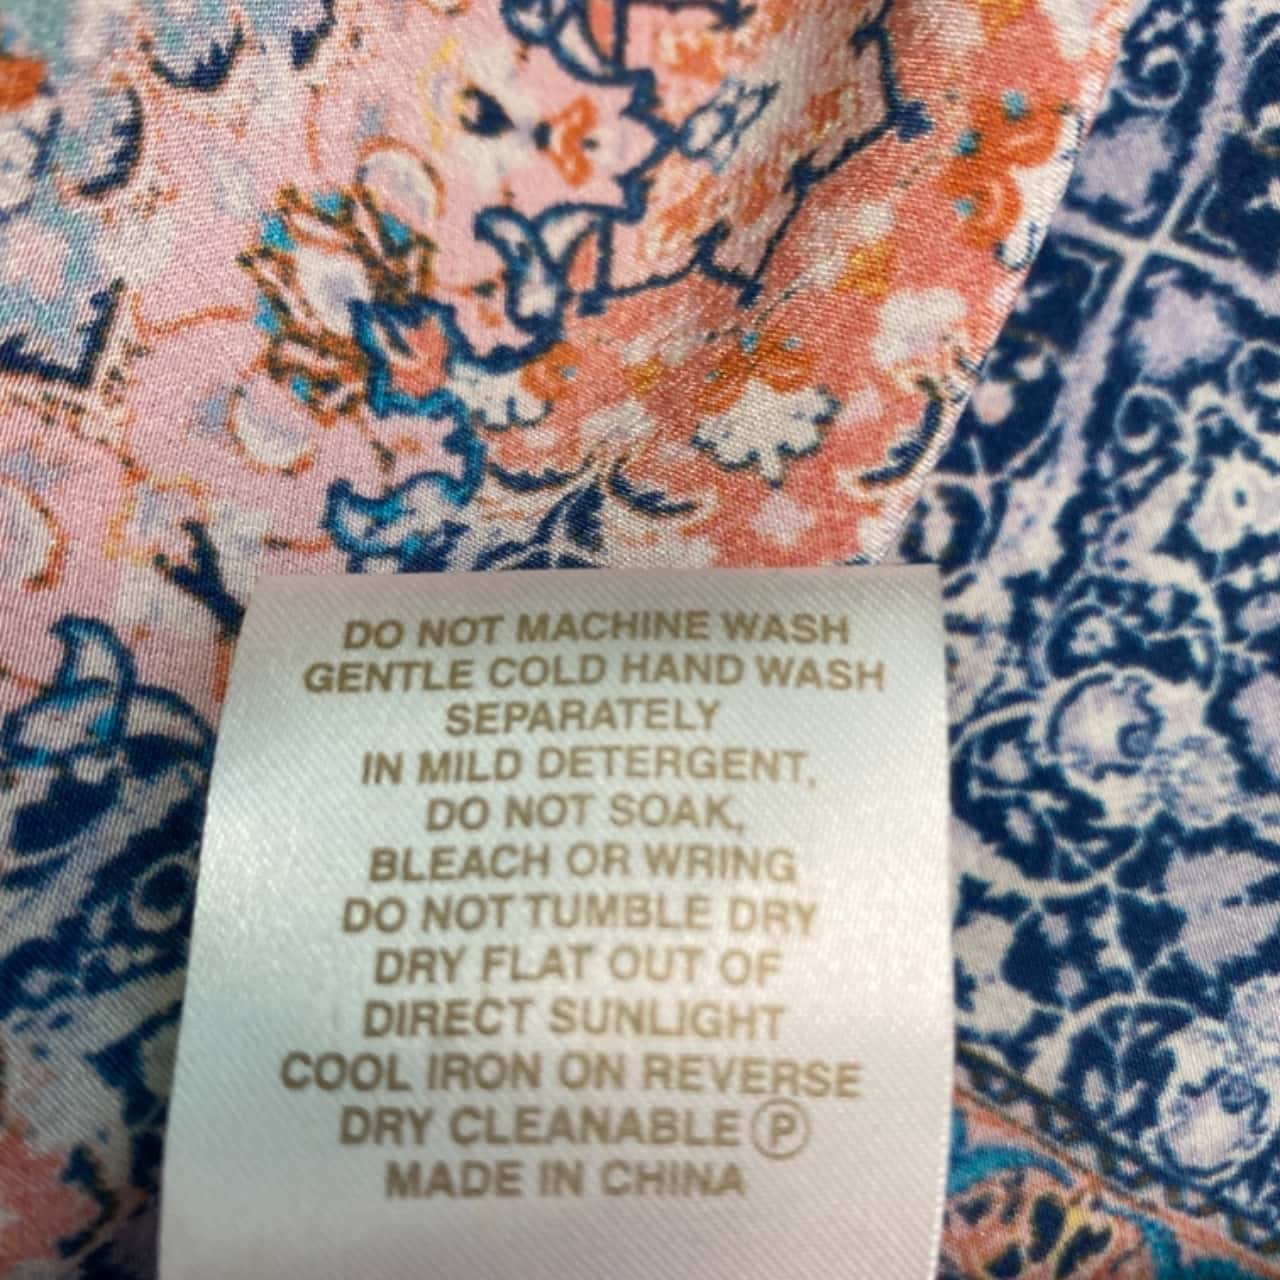 DO NOT MACHINE WASH
GENTLE COLD HAND WASH
SEPARATELY
IN MILD DETERGENT,
DO NOT SOAK,
BLEACH OR WRING
DO NOT TUMBLE DRY
DRY FLAT OUT OF
DIRECT SUNLIGHT
COOL IRON ON REVERSE
DRY CLEANABLE Ⓟ
MADE IN CHINA